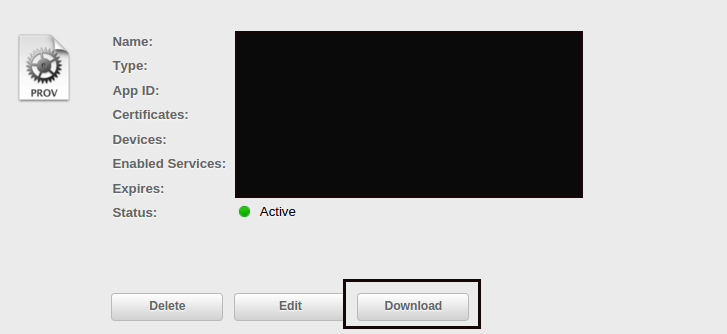 PROV
Name:
Type:
App ID:
Certificates:
Devices:
Enabled Services:
Expires:
Status: Active
Delete Edit Download